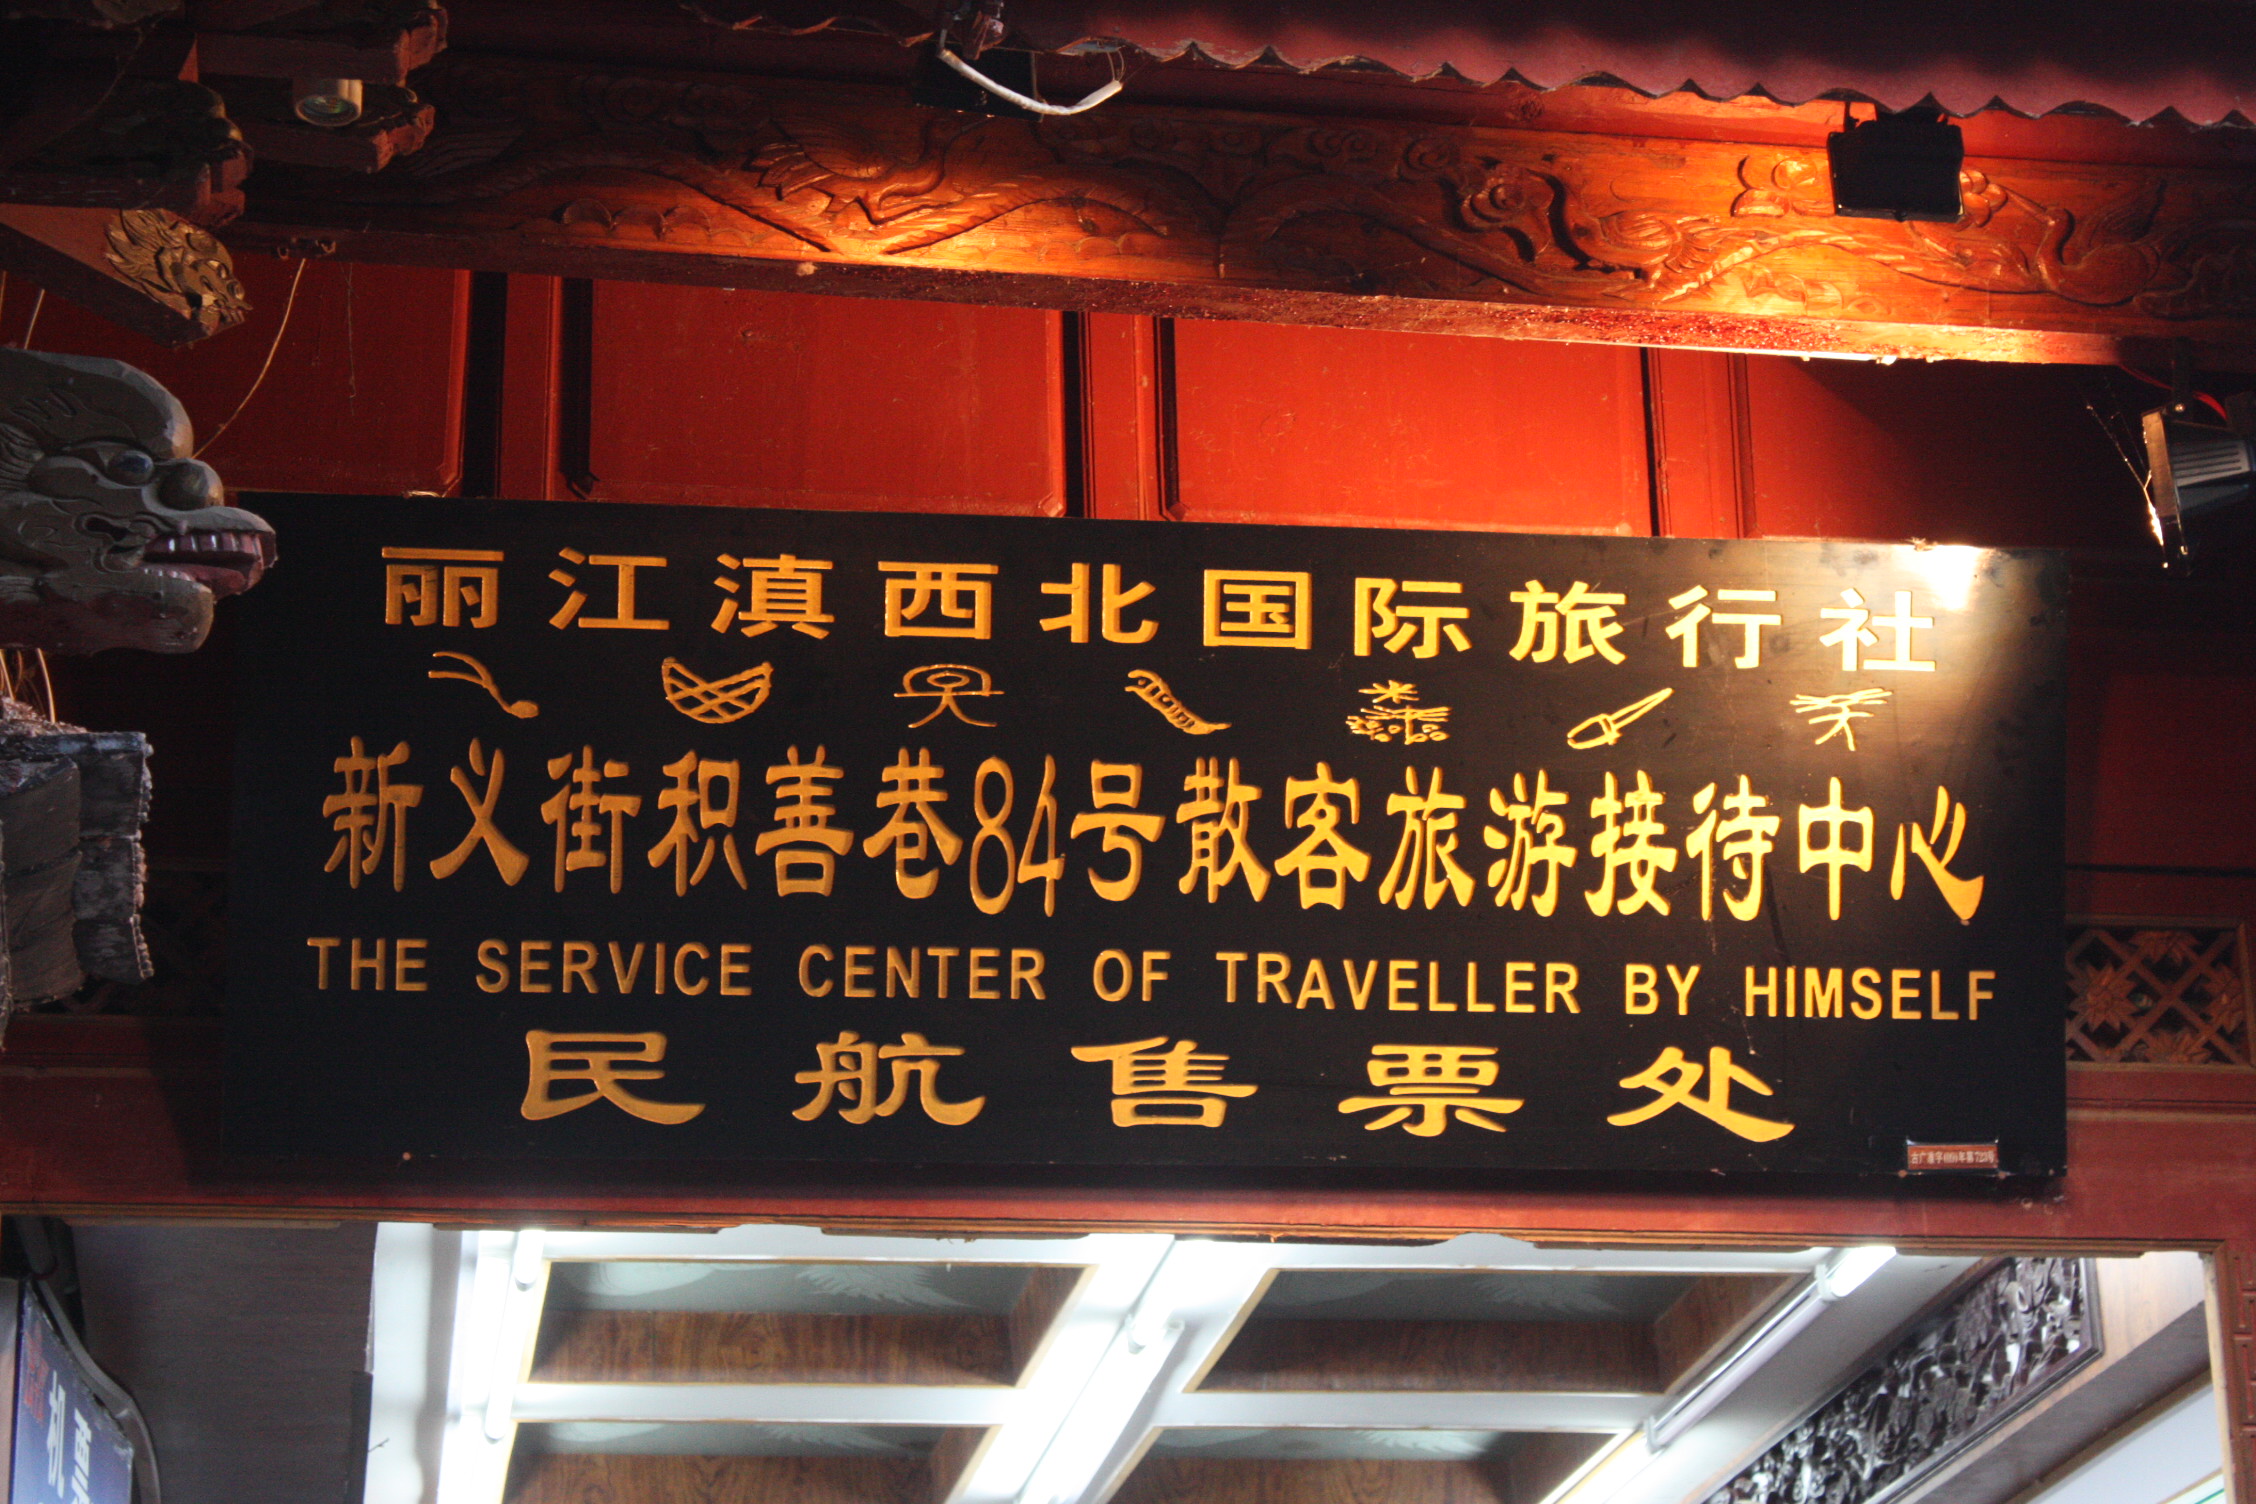 丽江滇西北国际旅行社
新义街积善巷84号散客旅游接待中心
THE SERVICE CENTER OF TRAVELLER BY HIMSELF
民航售票处
机